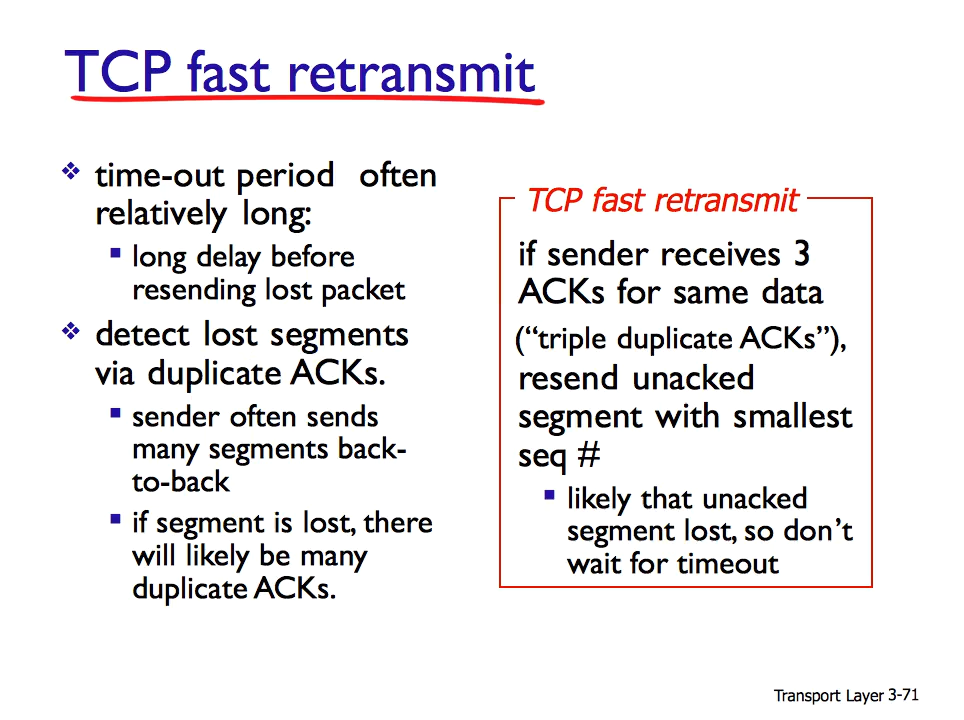 TCP fast retransmit
❖ time-out period often
relatively long:
▪ long delay before
resending lost packet
❖ detect lost segments
via duplicate ACKs.
▪ sender often sends
many segments back-
to-back
▪ if segment is lost, there
will likely be many
duplicate ACKs.
TCP fast retransmit
if sender receives 3
ACKs for same data
(“triple duplicate ACKs”),
resend unacked
segment with smallest
seq #
▪ likely that unacked
segment lost, so don’t
wait for timeout
Transport Layer 3-71